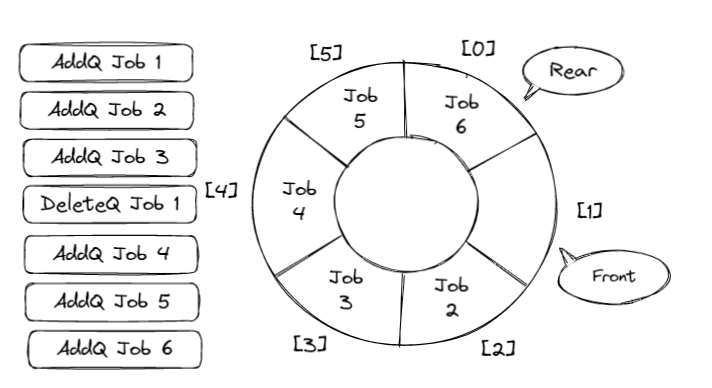 AddQ Job 1
AddQ Job 2
AddQ Job 3
DeleteQ Job 1
AddQ Job 4
AddQ Job 5
AddQ Job 6
[5]
[0]
Rear
Job
5
Job
6
[4]
Job
4
[1]
Job
3
Job
2
Front
[3]
[2]